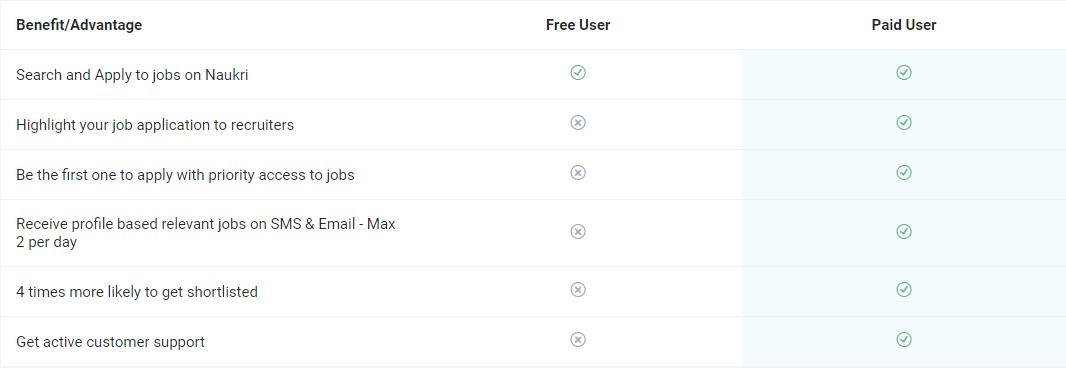 Benefit/Advantage Free User Paid User
Search and Apply to jobs on Naukri
Highlight your job application to recruiters
Be the first one to apply with priority access to jobs
Receive profile based relevant jobs on SMS & Email - Max
2 per day
4 times more likely to get shortlisted
Get active customer support